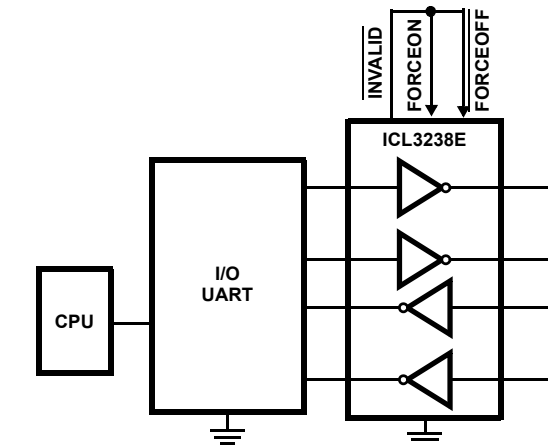 INVALID
FORCEON
FORCEOFF
ICL3238E
I/O
UART
CPU